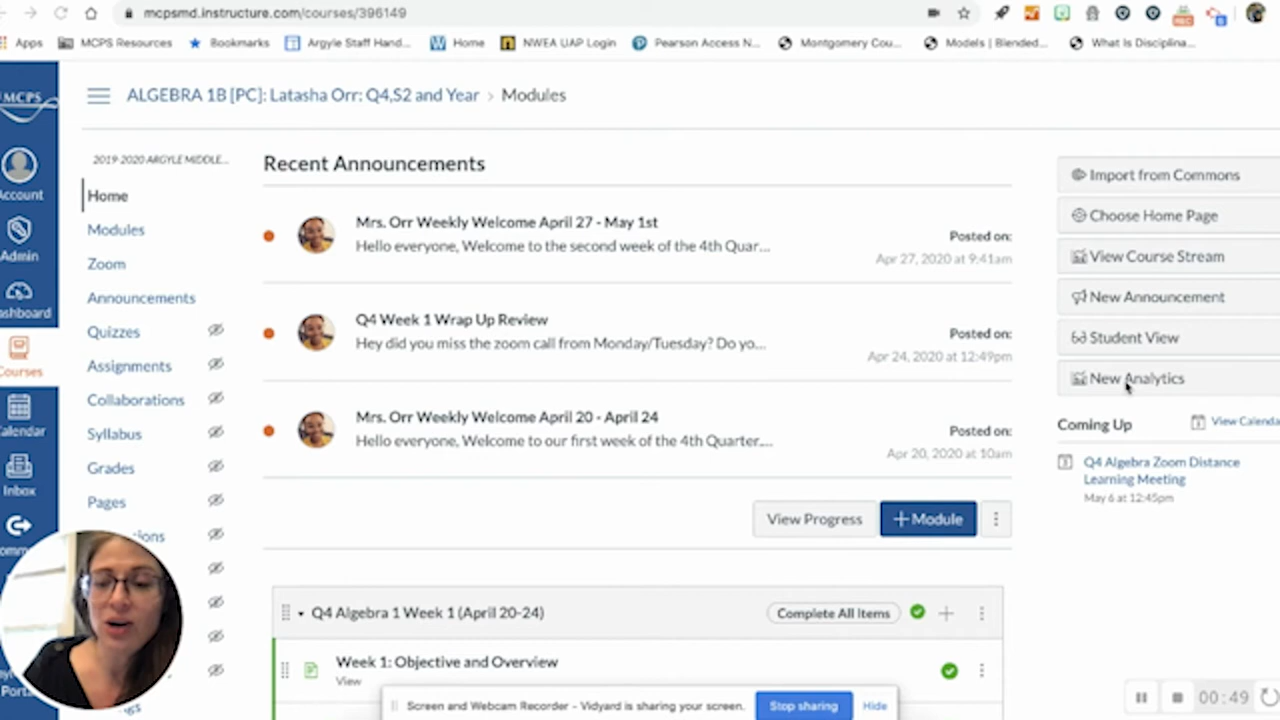 mcpsmd.instructure.com/courses/396149
Apps MCPS Resources Bookmarks Argyle Staff Hand... Home NWEA UAP Login Pearson Access N... Montgomery Cou... Models | Blended... What Is Disciplina...
MCPS
ALGEBRA 1B [PC]: Latasha Orr: Q4,S2 and Year > Modules
2019-2020 ARGYLE MIDDLE...
Home
Modules
Zoom
Announcements
Quizzes
Assignments
Collaborations
Syllabus
Grades
Pages
Account
Admin
ashboard
Courses
Calendar
Inbox
Recent Announcements
Mrs. Orr Weekly Welcome April 27 - May 1st
Hello everyone, Welcome to the second week of the 4th Quar...
Posted on:
Apr 27, 2020 at 9:41am
Q4 Week 1 Wrap Up Review
Hey did you miss the zoom call from Monday/Tuesday? Do yo...
Posted on:
Apr 24, 2020 at 12:49pm
Mrs. Orr Weekly Welcome April 20 - April 24
Hello everyone, Welcome to our first week of the 4th Quarter....
Posted on:
Apr 20, 2020 at 10am
View Progress +Module
Q4 Algebra 1 Week 1 (April 20-24) Complete All Items
Week 1: Objective and Overview
View
Import from Commons
Choose Home Page
View Course Stream
New Announcement
Student View
New Analytics
Coming Up View Calenda
Q4 Algebra Zoom Distance
Learning Meeting
May 6 at 12:45pm
Screen and Webcam Recorder - Vidyard is sharing your screen. Stop sharing Hide
00:49